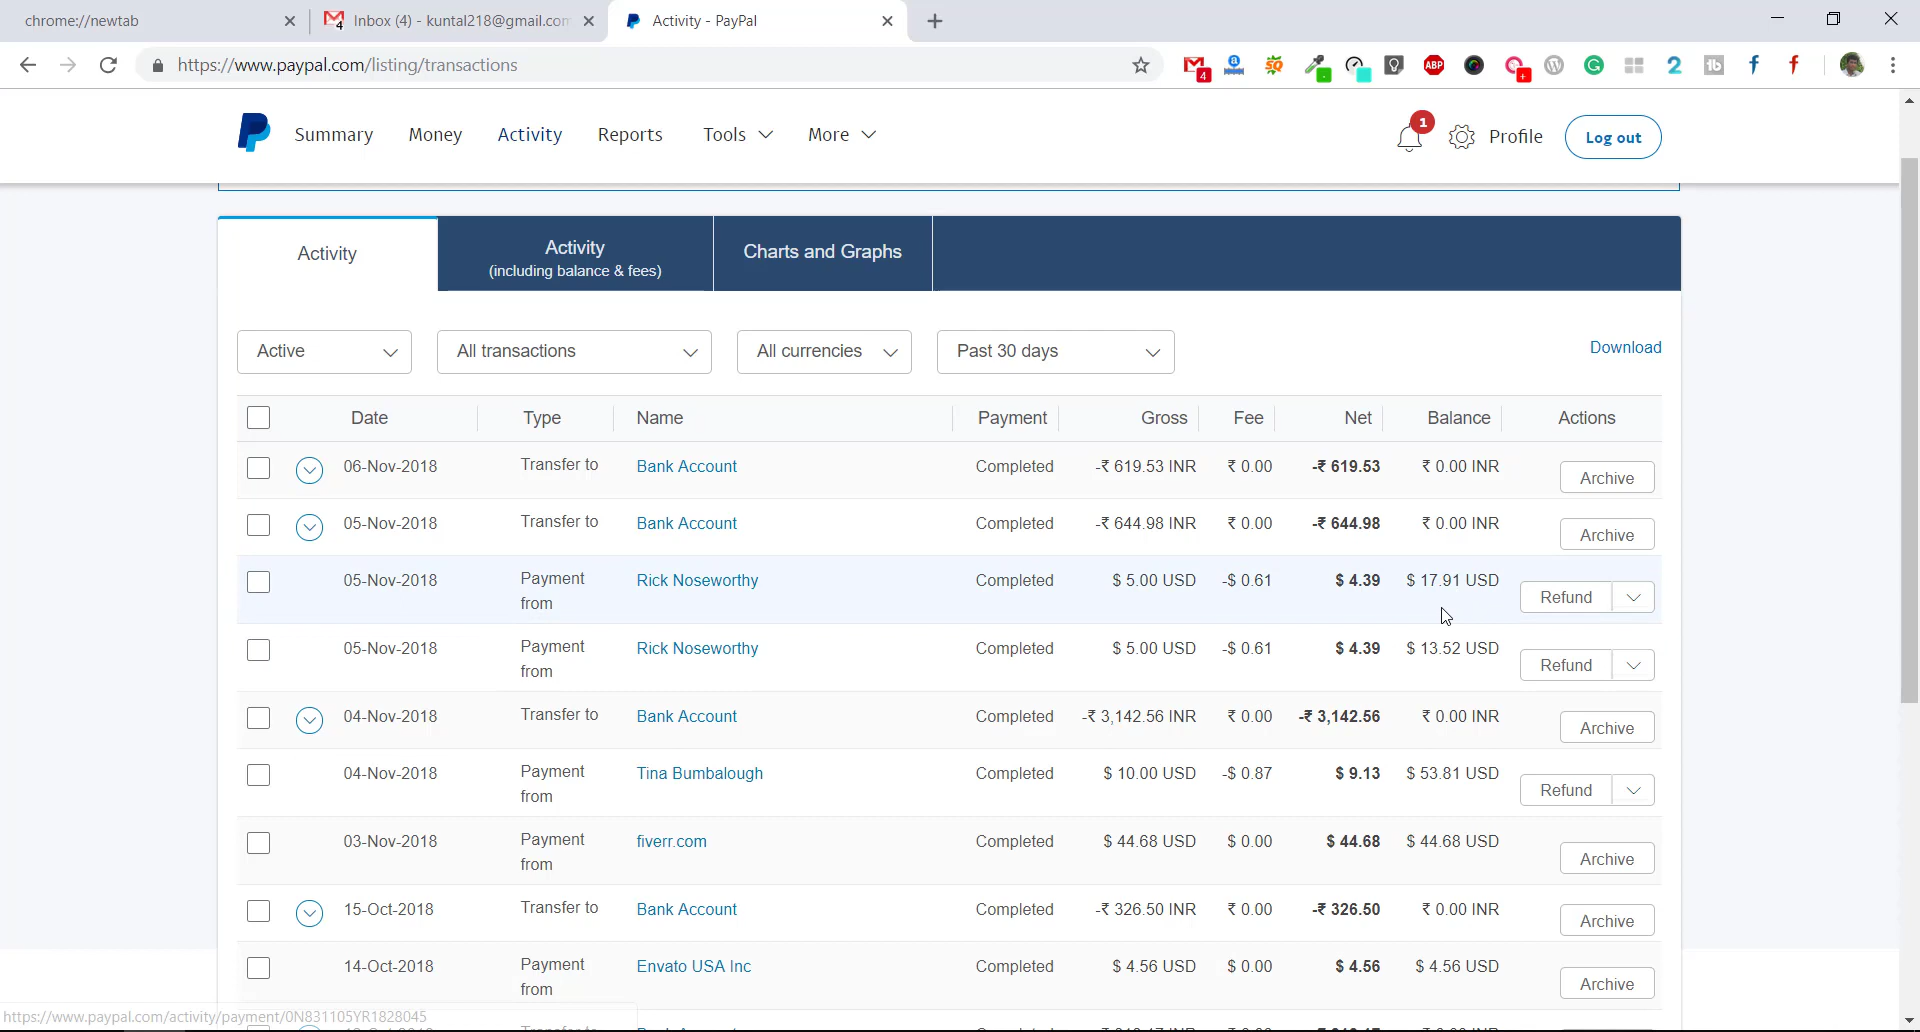 chrome://newtab
Inbox (4) - kuntal218@gmail.com
Activity - PayPal
https://www.paypal.com/listing/transactions
Summary Money Activity Reports Tools More
1
Profile
Log out
Activity
Activity
(including balance & fees)
Charts and Graphs
Active
All transactions
All currencies
Past 30 days
Download
Date Type Name Payment Gross Fee Net Balance Actions
06-Nov-2018 Transfer to Bank Account Completed -₹ 619.53 INR ₹ 0.00 -₹ 619.53 ₹ 0.00 INR
Archive
05-Nov-2018 Transfer to Bank Account Completed -₹ 644.98 INR ₹ 0.00 -₹ 644.98 ₹ 0.00 INR
Archive
05-Nov-2018 Payment Rick Noseworthy Completed $ 5.00 USD -$ 0.61 $ 4.39 $ 17.91 USD
from
Refund
05-Nov-2018 Payment Rick Noseworthy Completed $ 5.00 USD -$ 0.61 $ 4.39 $ 13.52 USD
from
Refund
04-Nov-2018 Transfer to Bank Account Completed -₹ 3,142.56 INR ₹ 0.00 -₹ 3,142.56 ₹ 0.00 INR
Archive
04-Nov-2018 Payment Tina Bumbalough Completed $ 10.00 USD -$ 0.87 $ 9.13 $ 53.81 USD
from
Refund
03-Nov-2018 Payment fiverr.com Completed $ 44.68 USD $ 0.00 $ 44.68 $ 44.68 USD
from
Archive
15-Oct-2018 Transfer to Bank Account Completed -₹ 326.50 INR ₹ 0.00 -₹ 326.50 ₹ 0.00 INR
Archive
14-Oct-2018 Payment Envato USA Inc Completed $ 4.56 USD $ 0.00 $ 4.56 $ 4.56 USD
from
Archive
https://www.paypal.com/activity/payment/0N831105YR1828045